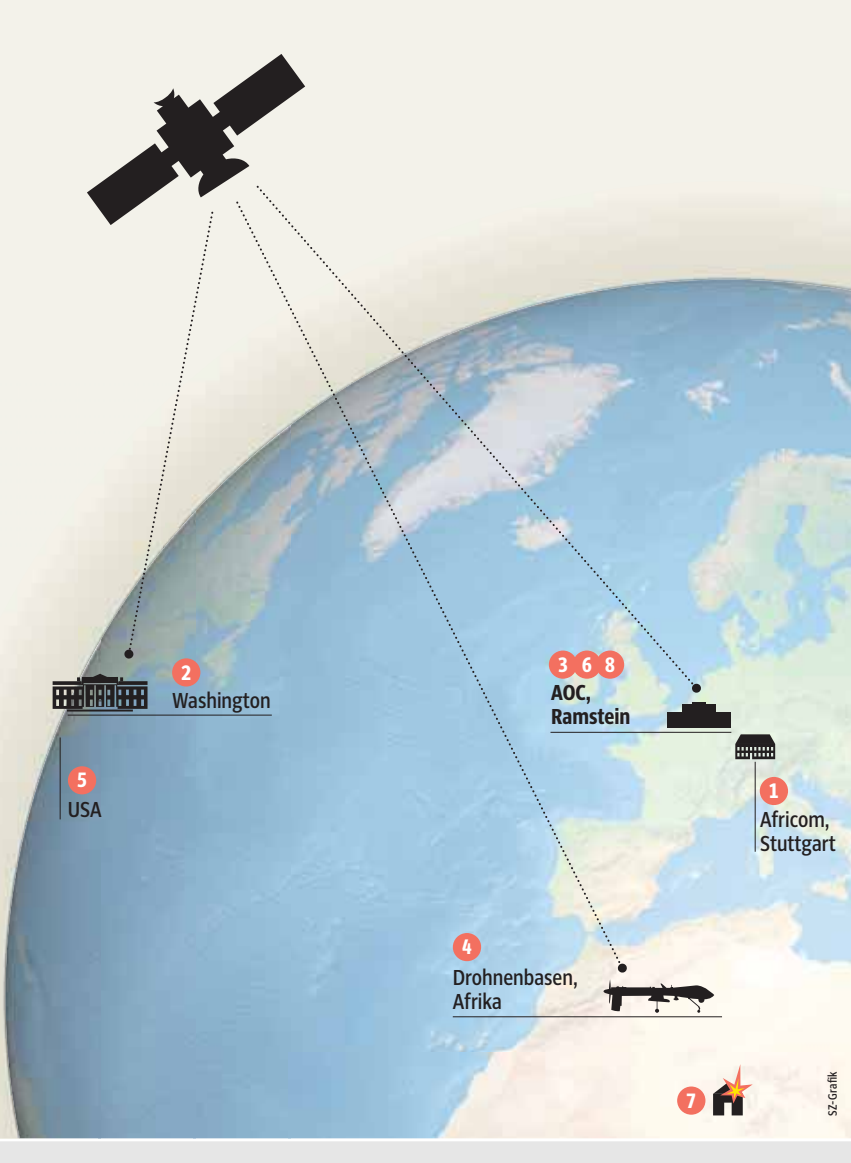 2
Washington
3 6 8
AOC,
Ramstein
5
USA
1
Africom,
Stuttgart
4
Drohnenbasen,
Afrika
7
SZ-Grafik